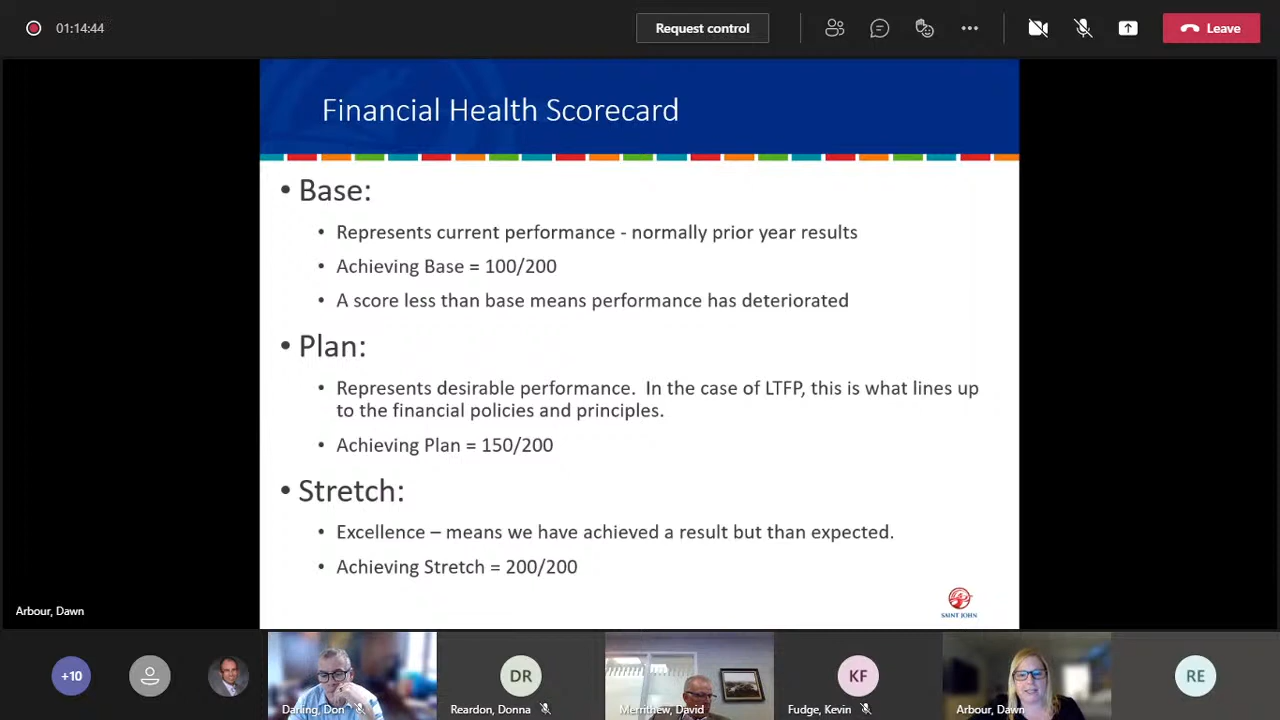 01:14:44
Request control
Leave
Financial Health Scorecard
• Base:
• Represents current performance - normally prior year results
• Achieving Base = 100/200
• A score less than base means performance has deteriorated
• Plan:
• Represents desirable performance.  In the case of LTFP, this is what lines up
to the financial policies and principles.
• Achieving Plan = 150/200
• Stretch:
• Excellence – means we have achieved a result but than expected.
• Achieving Stretch = 200/200
SAINT JOHN
Arbour, Dawn
+10
DR
KF
RE
Darling, Don
Reardon, Donna
Merrithew, David
Fudge, Kevin
Arbour, Dawn